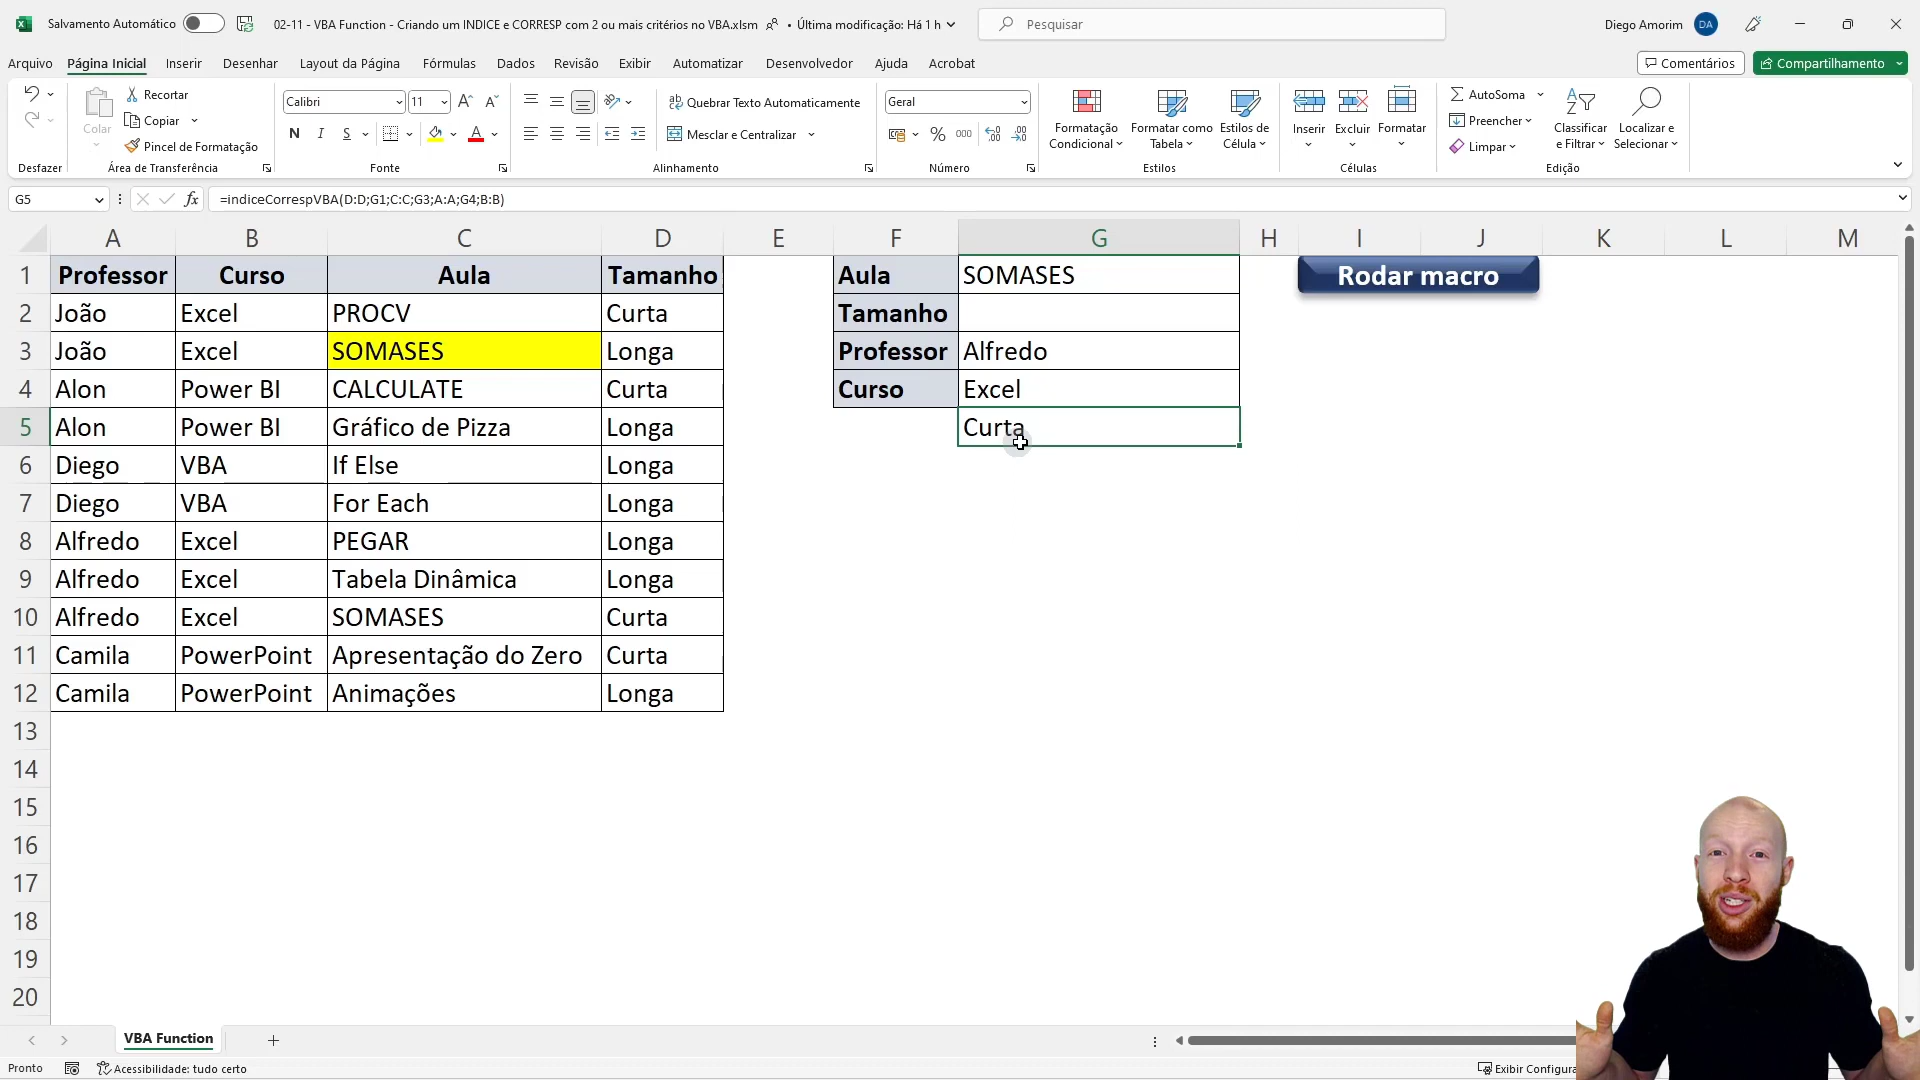 Salvamento Automático
02-11 - VBA Function - Criando um INDICE e CORRESP com 2 ou mais critérios no VBA.xlsm • Última modificação: Há 1 h
Pesquisar
Diego Amorim DA
Arquivo Página Inicial Inserir Desenhar Layout da Página Fórmulas Dados Revisão Exibir Automatizar Desenvolvedor Ajuda Acrobat
Comentários Compartilhamento
Colar
Recortar
Copiar
Pincel de Formatação
Calibri 11
N I S
Quebrar Texto Automaticamente
Mesclar e Centralizar
Geral
% 000
Formatação Condicional
Formatar como Tabela
Estilos de Célula
Inserir Excluir Formatar
AutoSoma
Preencher
Limpar
Classificar e Filtrar
Localizar e Selecionar
Desfazer Área de Transferência Fonte Alinhamento Número Estilos Células Edição
G5 fx =indiceCorrespVBA(D:D;G1;C:C;G3;A:A;G4;B:B)
A B C D E F G H I J K L M
1 Professor Curso Aula Tamanho Aula SOMASES Rodar macro
2 João Excel PROCV Curta Tamanho
3 João Excel SOMASES Longa Professor Alfredo
4 Alon Power BI CALCULATE Curta Curso Excel
5 Alon Power BI Gráfico de Pizza Longa Curta
6 Diego VBA If Else Longa
7 Diego VBA For Each Longa
8 Alfredo Excel PEGAR Longa
9 Alfredo Excel Tabela Dinâmica Longa
10 Alfredo Excel SOMASES Curta
11 Camila PowerPoint Apresentação do Zero Curta
12 Camila PowerPoint Animações Longa
13
14
15
16
17
18
19
20
VBA Function
Pronto Acessibilidade: tudo certo Exibir Configura